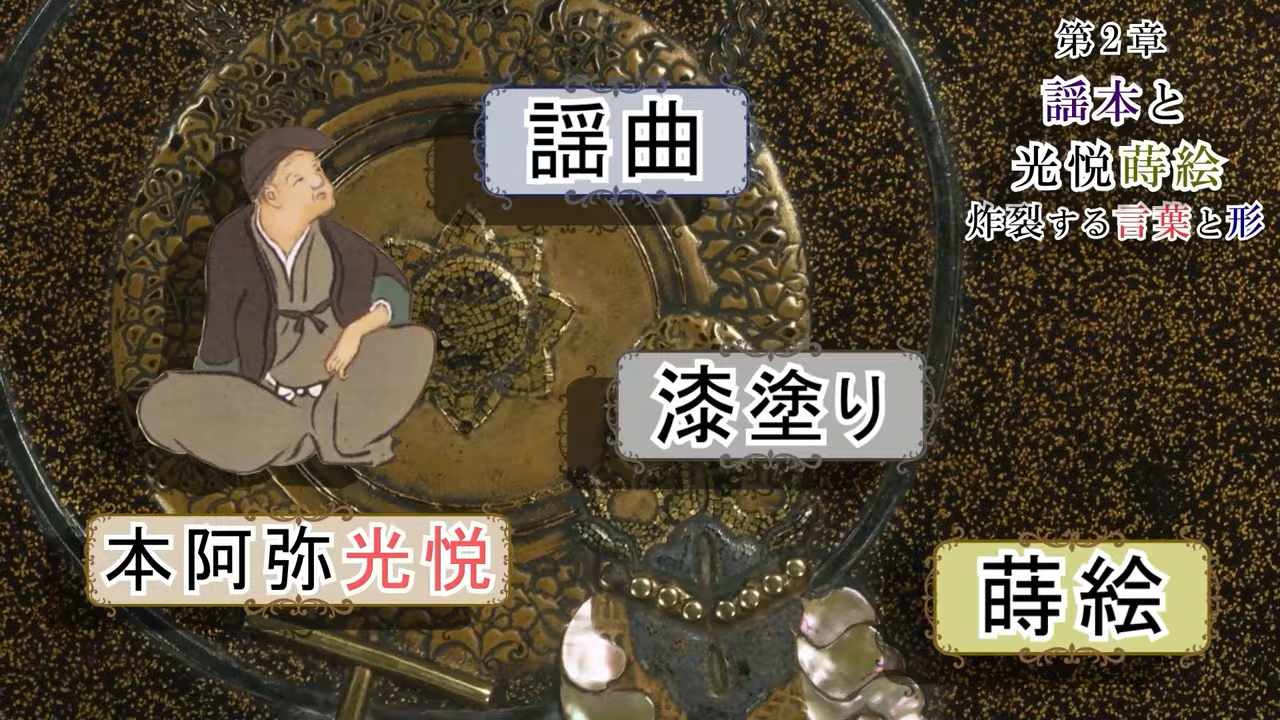 第2章
謡本と
光悦蒔絵
炸裂する言葉と形
謡曲
漆塗り
本阿弥光悦
蒔絵